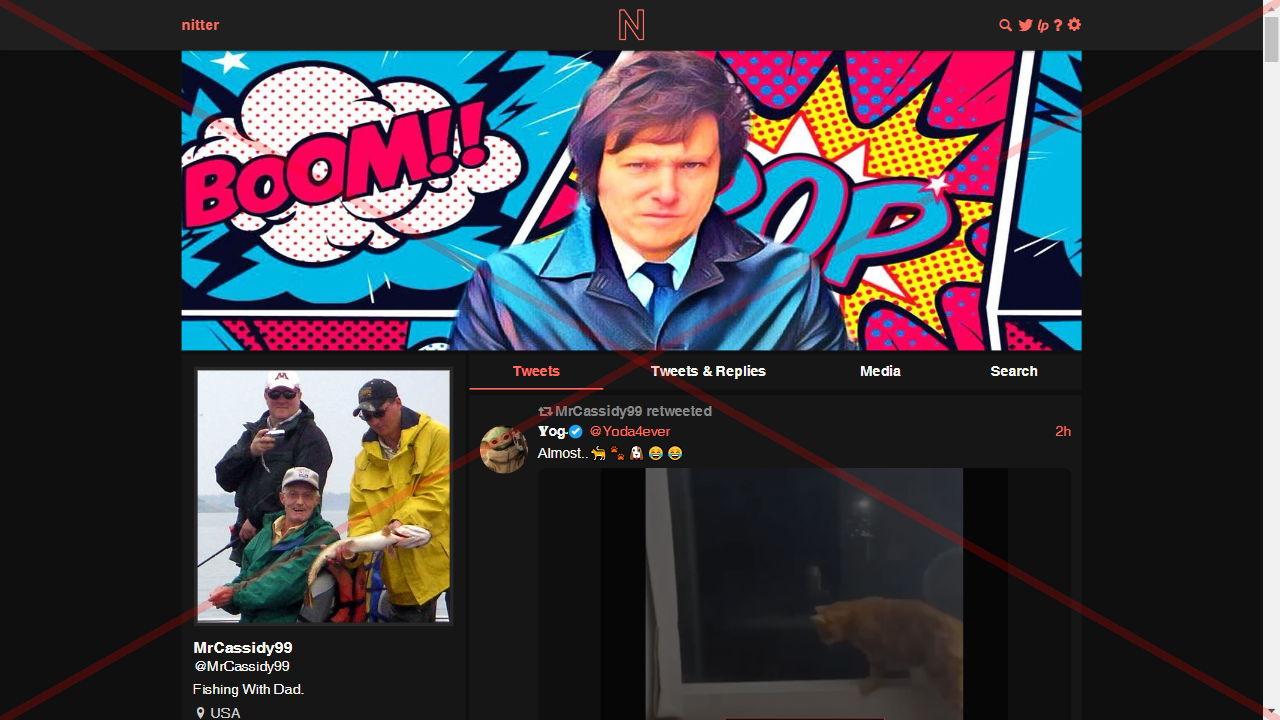 nitter
N
lp ?
BOOM!!
POP
Tweets
Tweets & Replies
Media
Search
MrCassidy99 retweeted
Yog
@Yoda4ever
2h
Almost..
MrCassidy99
@MrCassidy99
Fishing With Dad.
USA